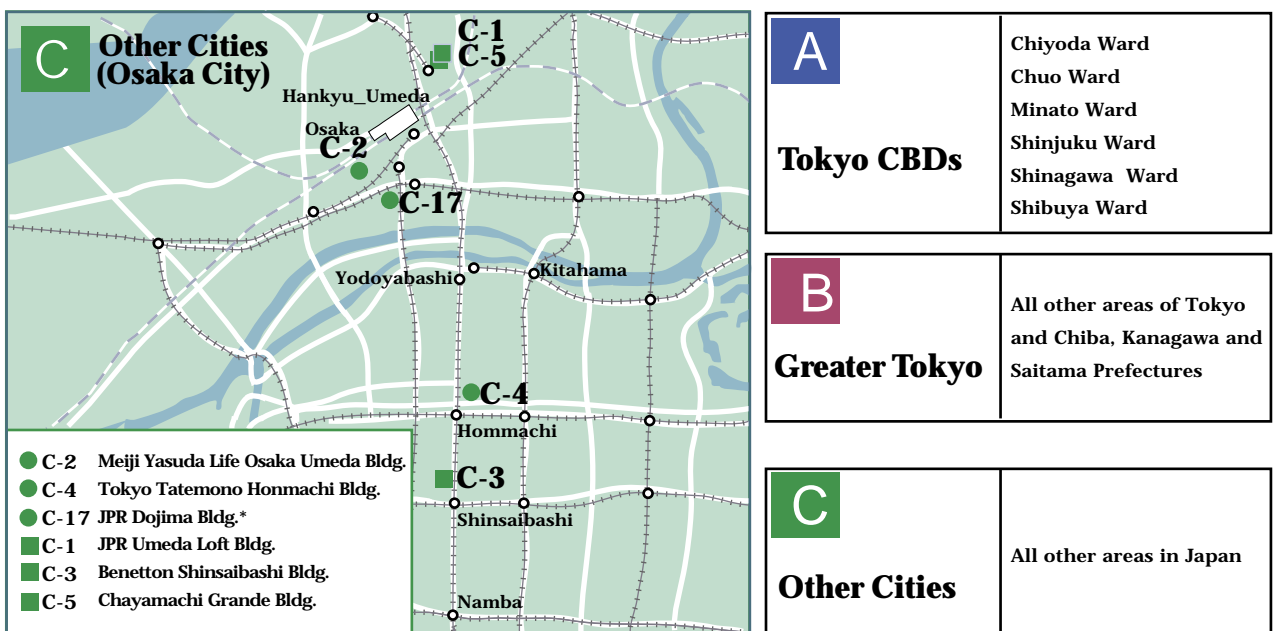 C
Other Cities
(Osaka City)
C-1
C-5
Hankyu_Umeda
Osaka
C-2
C-17
Yodoyabashi
Kitahama
C-4
Hommachi
C-3
Shinsaibashi
Namba
C-2 Meiji Yasuda Life Osaka Umeda Bldg.
C-4 Tokyo Tatemono Honmachi Bldg.
C-17 JPR Dojima Bldg.*
C-1 JPR Umeda Loft Bldg.
C-3 Benetton Shinsaibashi Bldg.
C-5 Chayamachi Grande Bldg.
A
Tokyo CBDs
Chiyoda Ward
Chuo Ward
Minato Ward
Shinjuku Ward
Shinagawa Ward
Shibuya Ward
B
Greater Tokyo
All other areas of Tokyo
and Chiba, Kanagawa and
Saitama Prefectures
C
Other Cities
All other areas in Japan